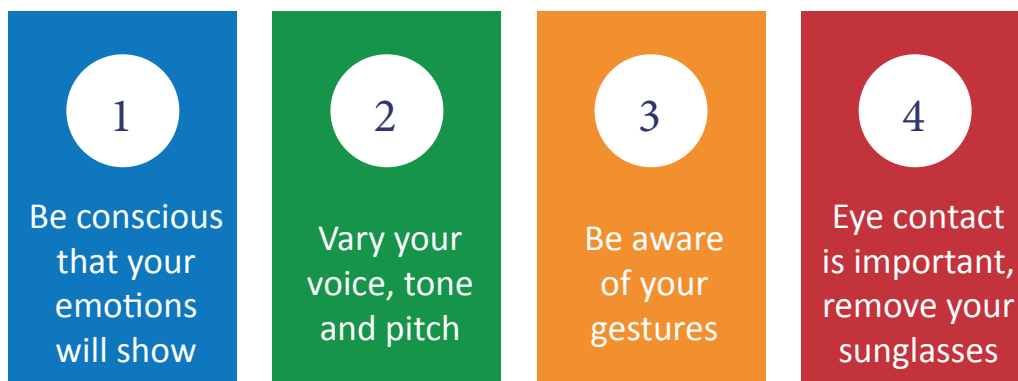 1
Be conscious
that your
emotions
will show
2
Vary your
voice, tone
and pitch
3
Be aware
of your
gestures
4
Eye contact
is important,
remove your
sunglasses